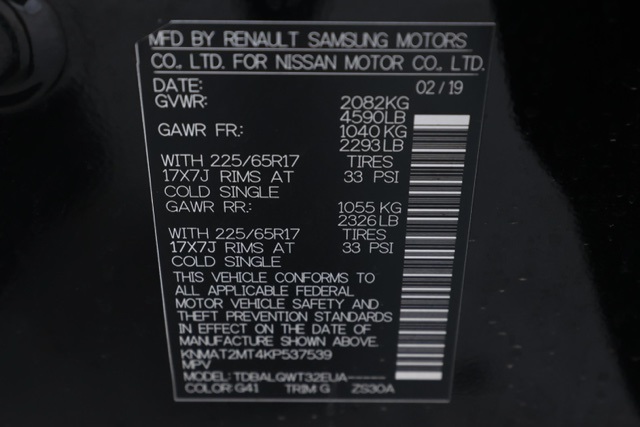 MFD BY RENAULT SAMSUNG MOTORS
CO., LTD. FOR NISSAN MOTOR CO., LTD.
DATE: 02/19
GVWR: 2082KG
4590LB
GAWR FR: 1040 KG
2293 LB
WITH 225/65R17 TIRES
17X7J RIMS AT 33 PSI
COLD SINGLE
GAWR RR: 1055 KG
2326 LB
WITH 225/65R17 TIRES
17X7J RIMS AT 33 PSI
COLD SINGLE
THIS VEHICLE CONFORMS TO
ALL APPLICABLE FEDERAL
MOTOR VEHICLE SAFETY AND
THEFT PREVENTION STANDARDS
IN EFFECT ON THE DATE OF
MANUFACTURE SHOWN ABOVE.
KNMAT2MT4KP537539
MPV
MODEL: TDBALQWT32EUA-----
COLOR: G41 TRIM: G ZS30A